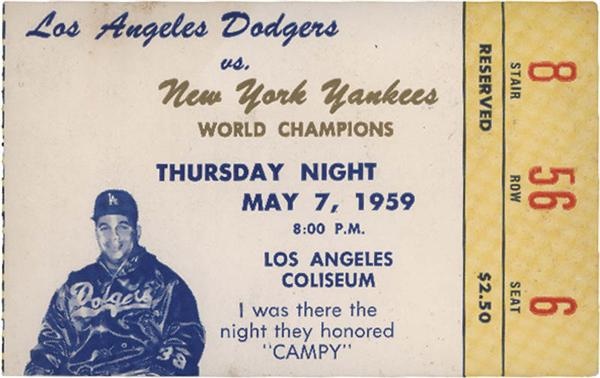 Los Angeles Dodgers
vs.
New York Yankees
WORLD CHAMPIONS
THURSDAY NIGHT
MAY 7, 1959
8:00 P.M.
LOS ANGELES
COLISEUM
I was there the
night they honored
"CAMPY"
LA
Dodgers
39
RESERVED
$2.50
STAIR
8
ROW
56
SEAT
6